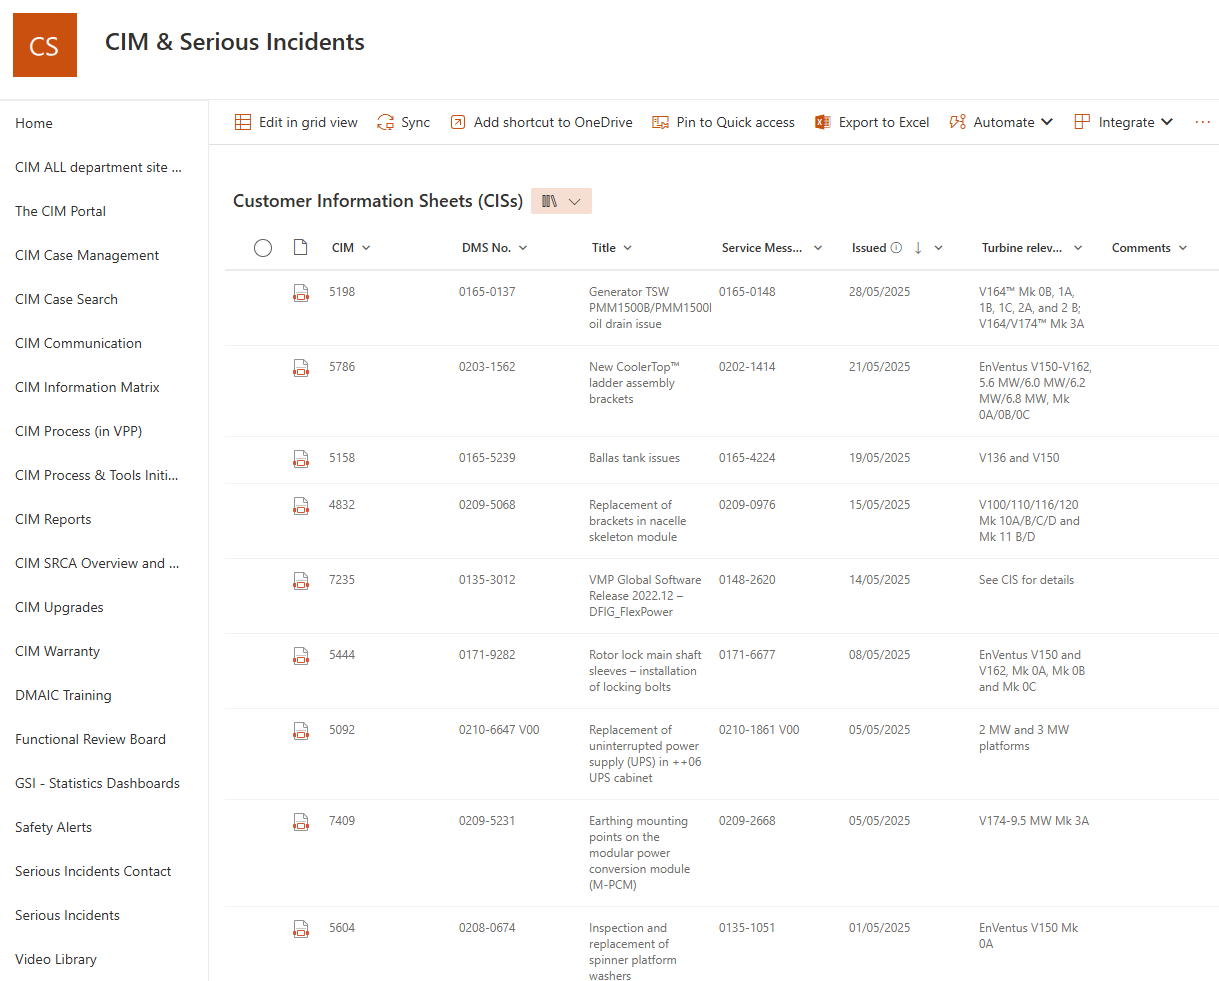 CS
CIM & Serious Incidents
Home
CIM ALL department site ...
The CIM Portal
CIM Case Management
CIM Case Search
CIM Communication
CIM Information Matrix
CIM Process (in VPP)
CIM Process & Tools Initi...
CIM Reports
CIM SRCA Overview and ...
CIM Upgrades
CIM Warranty
DMAIC Training
Functional Review Board
GSI - Statistics Dashboards
Safety Alerts
Serious Incidents Contact
Serious Incidents
Video Library
Edit in grid view Sync Add shortcut to OneDrive Pin to Quick access Export to Excel Automate Integrate ...
Customer Information Sheets (CISs)
CIM DMS No. Title Service Mess... Issued Turbine relev... Comments
5198 0165-0137 Generator TSW 0165-0148 28/05/2025 V164™ Mk 0B, 1A,
PMM1500B/PMM1500 1B, 1C, 2A, and 2 B;
oil drain issue V164/V174™ Mk 3A
5786 0203-1562 New CoolerTop™ 0202-1414 21/05/2025 EnVentus V150-V162,
ladder assembly 5.6 MW/6.0 MW/6.2
brackets MW/6.8 MW, Mk
0A/0B/0C
5158 0165-5239 Ballas tank issues 0165-4224 19/05/2025 V136 and V150
4832 0209-5068 Replacement of 0209-0976 15/05/2025 V100/110/116/120
brackets in nacelle Mk 10A/B/C/D and
skeleton module Mk 11 B/D
7235 0135-3012 VMP Global Software 0148-2620 14/05/2025 See CIS for details
Release 2022.12 –
DFIG_FlexPower
5444 0171-9282 Rotor lock main shaft 0171-6677 08/05/2025 EnVentus V150 and
sleeves – installation V162, Mk 0A, Mk 0B
of locking bolts and Mk 0C
5092 0210-6647 V00 Replacement of 0210-1861 V00 05/05/2025 2 MW and 3 MW
uninterrupted power platforms
supply (UPS) in ++06
UPS cabinet
7409 0209-5231 Earthing mounting 0209-2668 05/05/2025 V174-9.5 MW Mk 3A
points on the
modular power
conversion module
(M-PCM)
5604 0208-0674 Inspection and 0135-1051 01/05/2025 EnVentus V150 Mk
replacement of 0A
spinner platform
washers